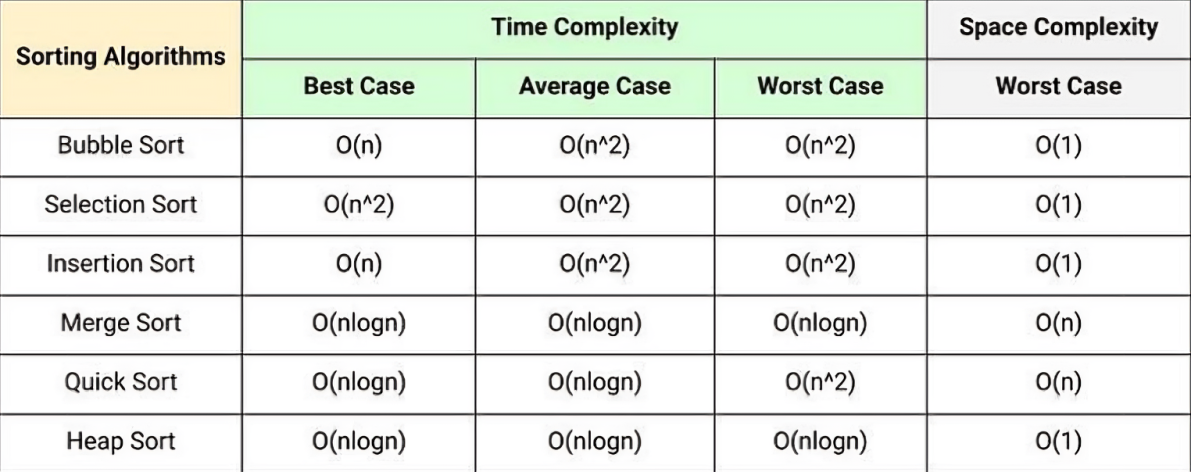 Sorting Algorithms Time Complexity Space Complexity
Best Case Average Case Worst Case Worst Case
Bubble Sort O(n) O(n^2) O(n^2) O(1)
Selection Sort O(n^2) O(n^2) O(n^2) O(1)
Insertion Sort O(n) O(n^2) O(n^2) O(1)
Merge Sort O(nlogn) O(nlogn) O(nlogn) O(n)
Quick Sort O(nlogn) O(nlogn) O(n^2) O(n)
Heap Sort O(nlogn) O(nlogn) O(nlogn) O(1)